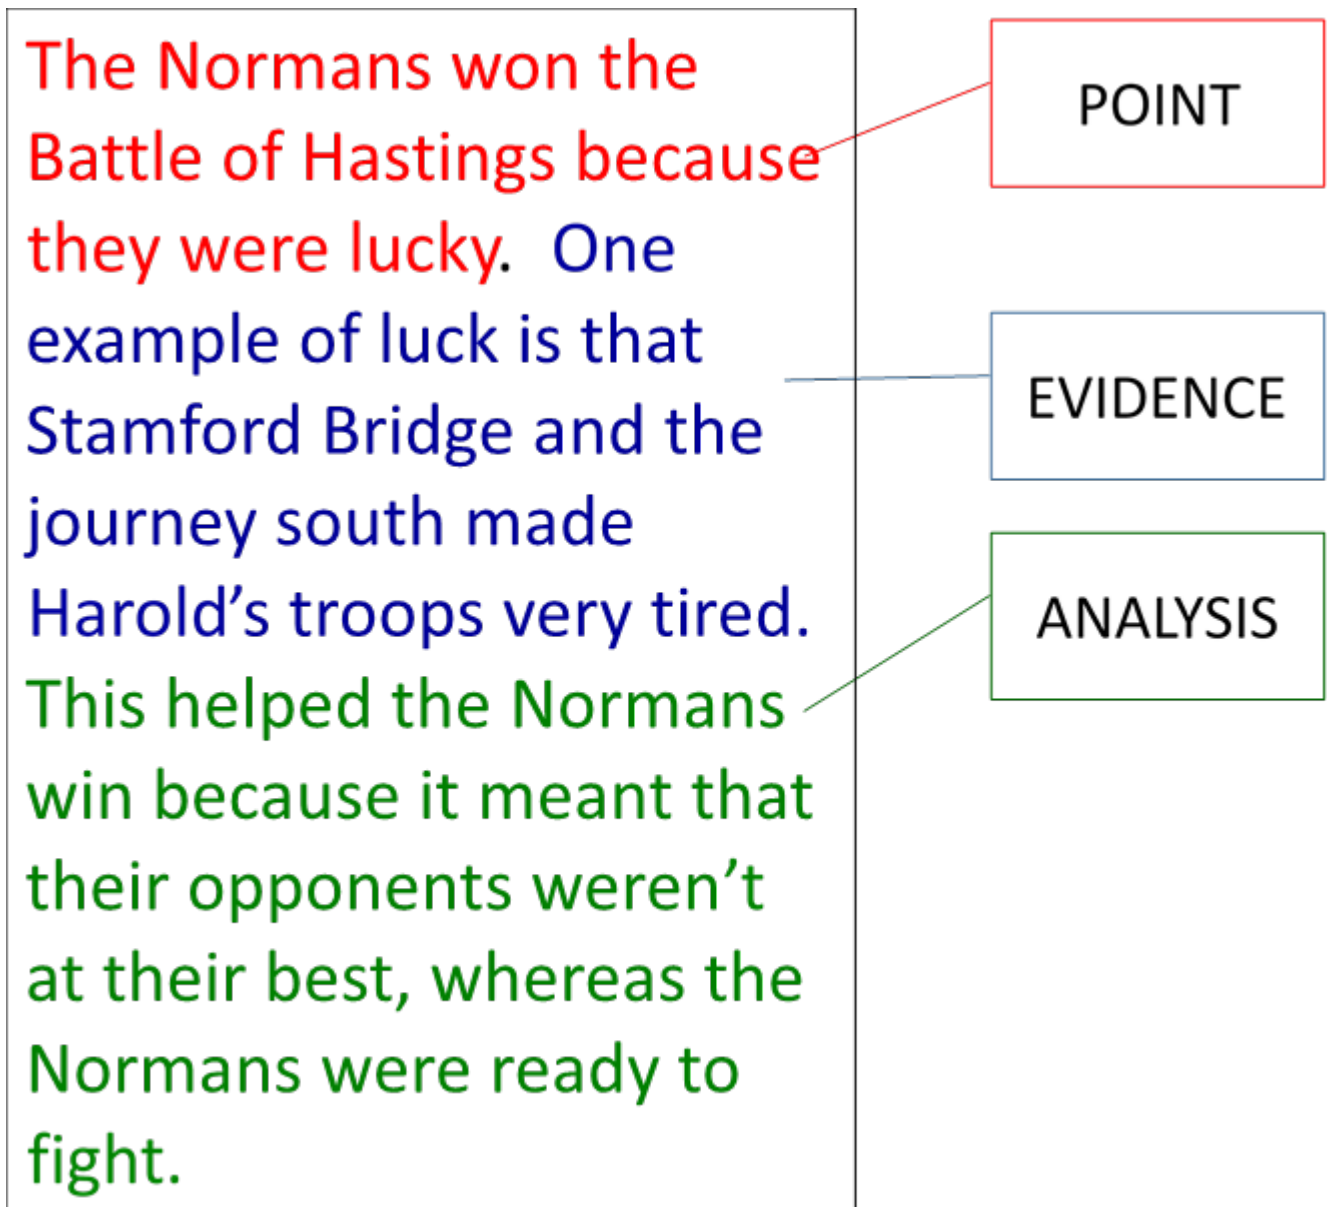 The Normans won the
Battle of Hastings because
they were lucky.  One
example of luck is that
Stamford Bridge and the
journey south made
Harold’s troops very tired.
This helped the Normans
win because it meant that
their opponents weren’t
at their best, whereas the
Normans were ready to
fight.
POINT
EVIDENCE
ANALYSIS